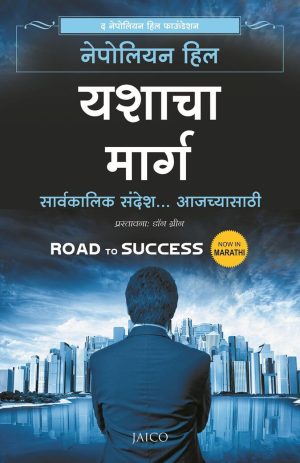 द नेपोलियन हिल फाऊंडेशन
नेपोलियन हिल
यशाचा
मार्ग
सार्वकालिक संदेश... आजच्यासाठी
प्रस्तावना: डॉन ग्रीन
ROAD TO SUCCESS
NOW IN
MARATHI
JAICO